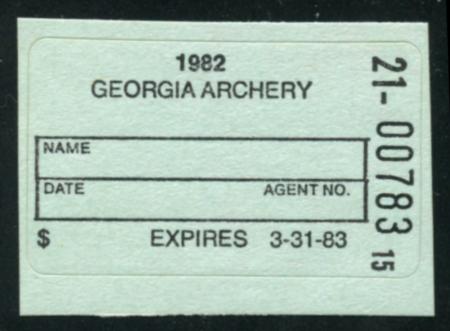 1982
GEORGIA ARCHERY
NAME
DATE AGENT NO.
$ EXPIRES 3-31-83
21-00783 15